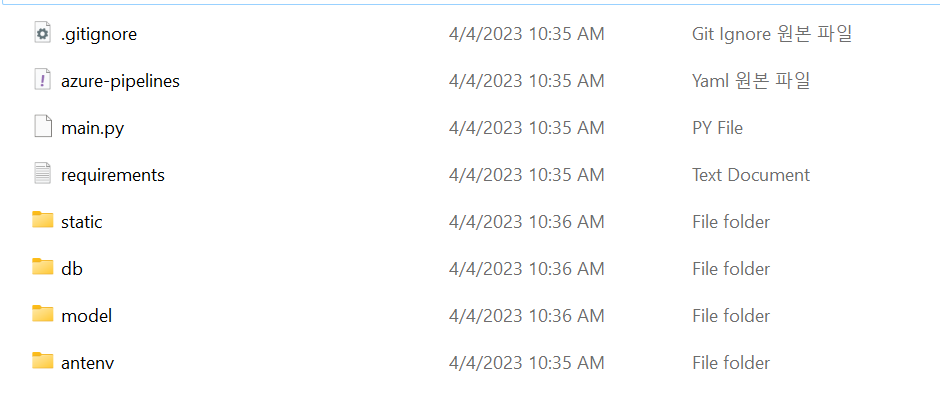 .gitignore 4/4/2023 10:35 AM Git Ignore 원본 파일
azure-pipelines 4/4/2023 10:35 AM Yaml 원본 파일
main.py 4/4/2023 10:35 AM PY File
requirements 4/4/2023 10:35 AM Text Document
static 4/4/2023 10:36 AM File folder
db 4/4/2023 10:36 AM File folder
model 4/4/2023 10:36 AM File folder
antenv 4/4/2023 10:35 AM File folder